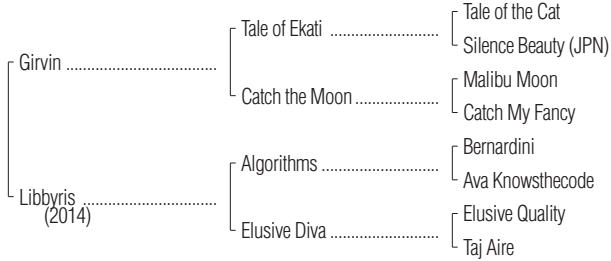 Tale of the Cat
Tale of Ekati ........................
Silence Beauty (JPN)
Girvin .................................
Malibu Moon
Catch the Moon ..................
Catch My Fancy
Bernardini
Algorithms ..........................
Ava Knowsthecode
Libbyris .............................
(2014)
Elusive Quality
Elusive Diva ........................
Taj Aire